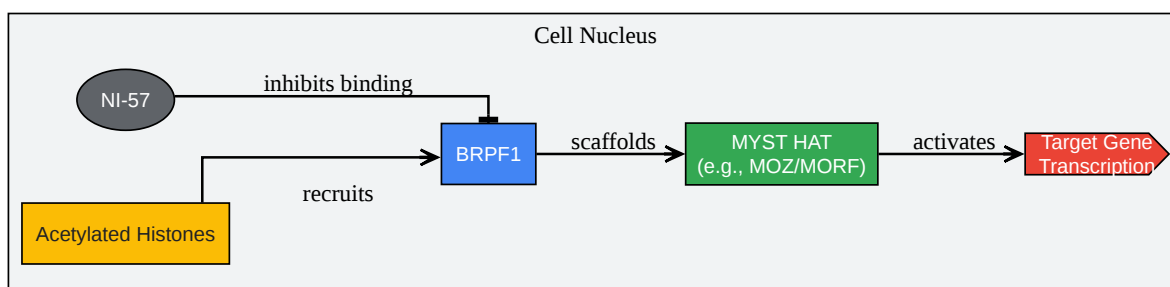 Cell Nucleus
NI-57
inhibits binding
BRPF1
scaffolds
MYST HAT
(e.g., MOZ/MORF)
activates
Target Gene
Transcription
recruits
Acetylated Histones